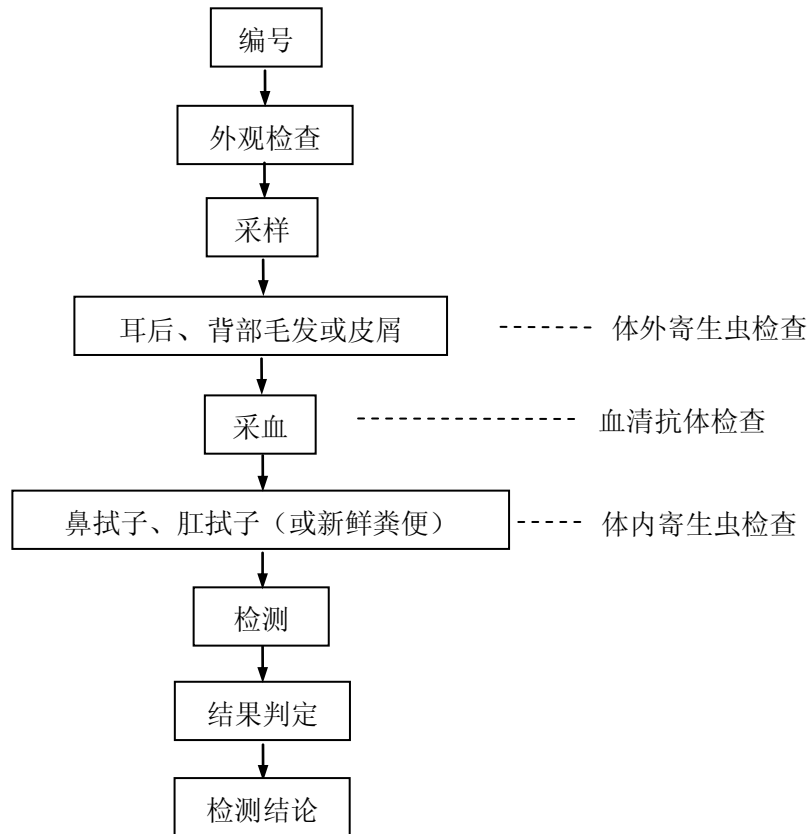 编号
外观检查
采样
耳后、背部毛发或皮屑
体外寄生虫检查
采血
血清抗体检查
鼻拭子、肛拭子（或新鲜粪便）
体内寄生虫检查
检测
结果判定
检测结论